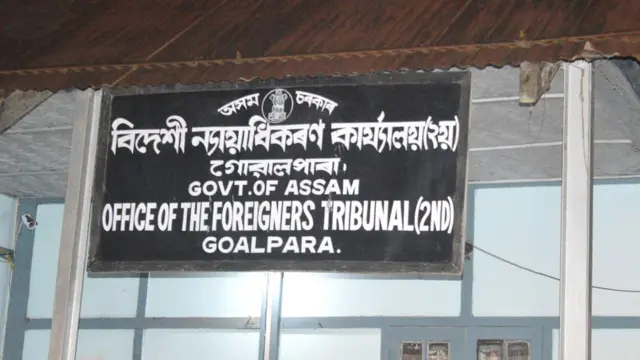 অসম চৰকাৰ
বিদেশী ন্যায়াধিকৰণ কাৰ্য্যালয়(২য়)
গোৱালপাৰা.
GOVT.OF ASSAM
OFFICE OF THE FOREIGNERS TRIBUNAL(2ND)
GOALPARA.